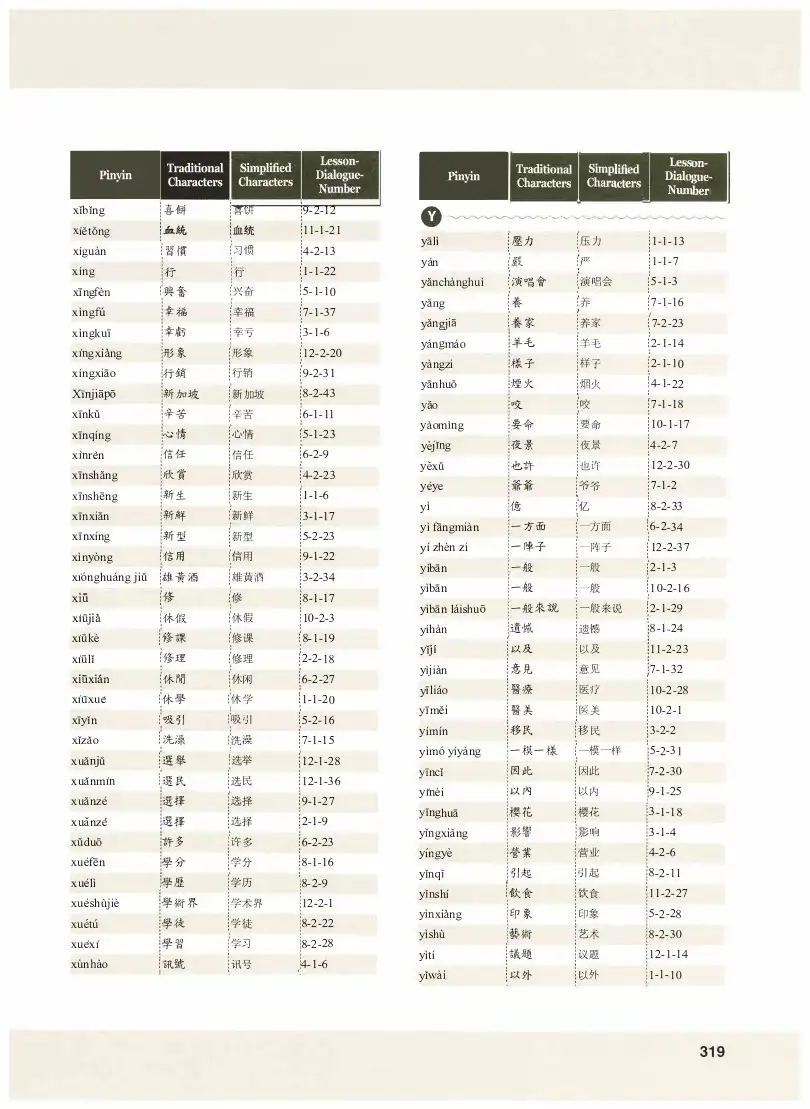 Pinyin Traditional Characters Simplified Characters Lesson-Dialogue-Number
xǐbǐng 喜餅 喜饼 9-2-12
xiětǒng 血統 血统 11-1-21
xíguàn 習慣 习惯 4-2-13
xíng 行 行 1-1-22
xīngfèn 興奮 兴奋 5-1-10
xìngfú 幸福 幸福 7-1-37
xìngkuī 幸虧 幸亏 3-1-6
xíngxiàng 形象 形象 12-2-20
xíngxiāo 行銷 行销 9-2-31
Xīnjiāpō 新加坡 新加坡 8-2-43
xīnkǔ 辛苦 辛苦 6-1-11
xīnqíng 心情 心情 5-1-23
xìnrèn 信任 信任 6-2-9
xīnshǎng 欣賞 欣赏 4-2-23
xīnshēng 新生 新生 1-1-6
xīnxiān 新鮮 新鲜 3-1-17
xīnxíng 新型 新型 5-2-23
xìnyòng 信用 信用 9-1-22
xiónghuáng jiǔ 雄黃酒 雄黄酒 3-2-34
xiū 修 修 8-1-17
xiūjià 休假 休假 10-2-3
xiūkè 修課 修课 8-1-19
xiūlǐ 修理 修理 2-2-18
xiūxián 休閒 休闲 6-2-27
xiūxué 休學 休学 1-1-20
xīyǐn 吸引 吸引 5-2-16
xǐzǎo 洗澡 洗澡 7-1-15
xuǎnjǔ 選舉 选举 12-1-28
xuǎnmín 選民 选民 12-1-36
xuǎnzé 選擇 选择 9-1-27
xuǎnzé 選擇 选择 2-1-9
xǔduō 許多 许多 6-2-23
xuéfēn 學分 学分 8-1-16
xuélì 學歷 学历 8-2-9
xuéshùjiè 學術界 学术界 12-2-1
xuétú 學徒 学徒 8-2-22
xuéxí 學習 学习 8-2-28
xùnhào 訊號 讯号 4-1-6
Pinyin Traditional Characters Simplified Characters Lesson-Dialogue-Number
Y
yālì 壓力 压力 1-1-13
yán 嚴 严 1-1-7
yǎnchànghuì 演唱會 演唱会 5-1-3
yǎng 養 养 7-1-16
yǎngjiā 養家 养家 7-2-23
yángmáo 羊毛 羊毛 2-1-14
yàngzi 樣子 样子 2-1-10
yānhuǒ 煙火 烟火 4-1-22
yǎo 咬 咬 7-1-18
yàomìng 要命 要命 10-1-17
yèjǐng 夜景 夜景 4-2-7
yěxǔ 也許 也许 12-2-30
yéye 爺爺 爷爷 7-1-2
yì 億 亿 8-2-33
yì fāngmiàn 一方面 一方面 6-2-34
yí zhèn zi 一陣子 一阵子 12-2-37
yìbān 一般 一般 2-1-3
yìbān 一般 一般 10-2-16
yìbān láishuō 一般來說 一般来说 2-1-29
yíhàn 遺憾 遗憾 8-1-24
yǐjí 以及 以及 11-2-23
yìjiàn 意見 意见 7-1-32
yīliáo 醫療 医疗 10-2-28
yīměi 醫美 医美 10-2-1
yímín 移民 移民 3-2-2
yìmó yíyàng 一模一樣 一模一样 5-2-31
yīncǐ 因此 因此 7-2-30
yǐnèi 以內 以内 9-1-25
yīnghuā 櫻花 樱花 3-1-18
yǐngxiǎng 影響 影响 3-1-4
yíngyè 營業 营业 4-2-6
yǐnqǐ 引起 引起 8-2-11
yǐnshí 飲食 饮食 11-2-27
yìnxiàng 印象 印象 5-2-28
yìshù 藝術 艺术 8-2-30
yìtí 議題 议题 12-1-14
yǐwài 以外 以外 1-1-10
319